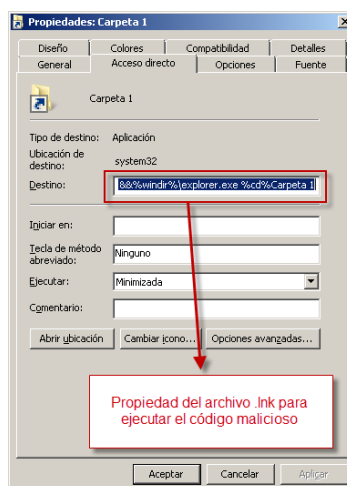 Propiedades: Carpeta 1
Diseño Colores Compatibilidad Detalles
General Acceso directo Opciones Fuente
Carpeta 1
Tipo de destino: Aplicación
Ubicación de
destino: system32
Destino: &&%windir%\explorer.exe %cd%Carpeta 1
Iniciar en:
Tecla de método
abreviado: Ninguno
Ejecutar: Minimizada
Comentario:
Abrir ubicación Cambiar icono... Opciones avanzadas...
Propiedad del archivo .lnk para
ejecutar el código malicioso
Aceptar Cancelar Aplicar